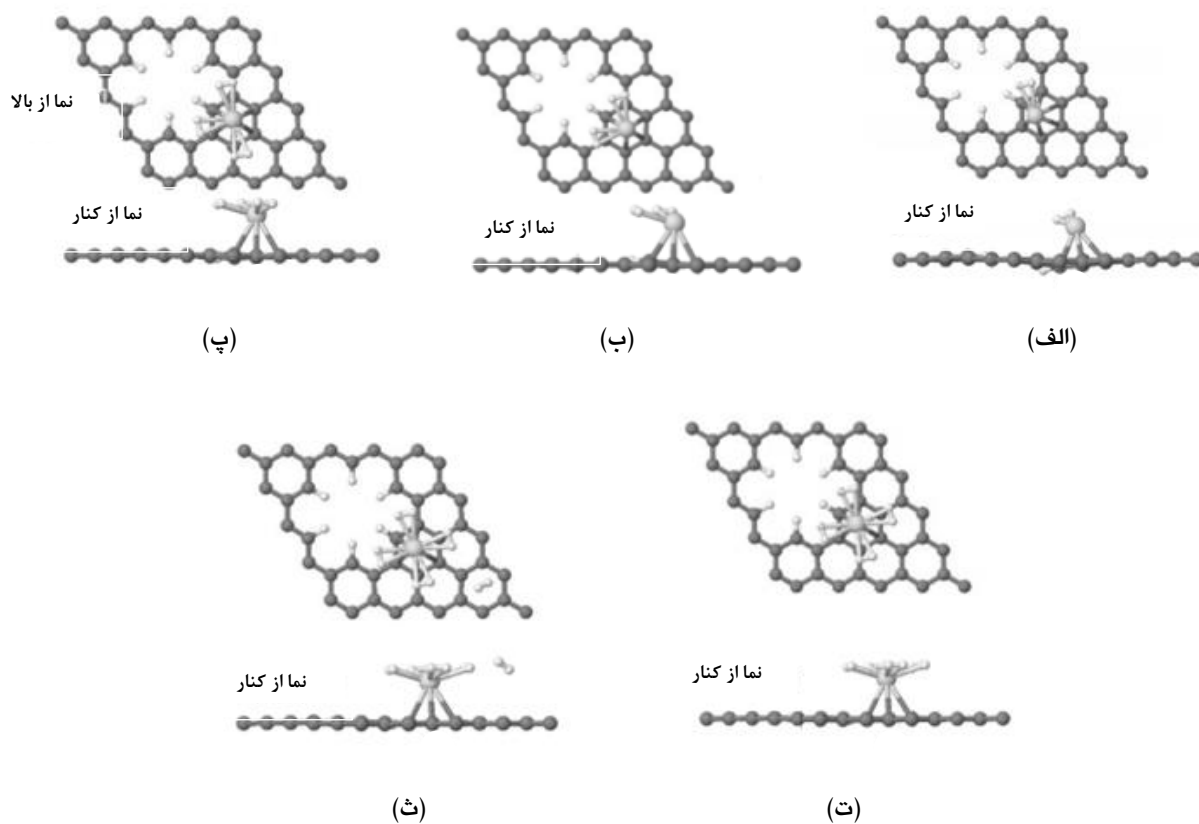 نما از بالا
نما از کنار
نما از کنار
نما از کنار
(الف)
(ب)
(پ)
نما از کنار
نما از کنار
(ت)
(ث)